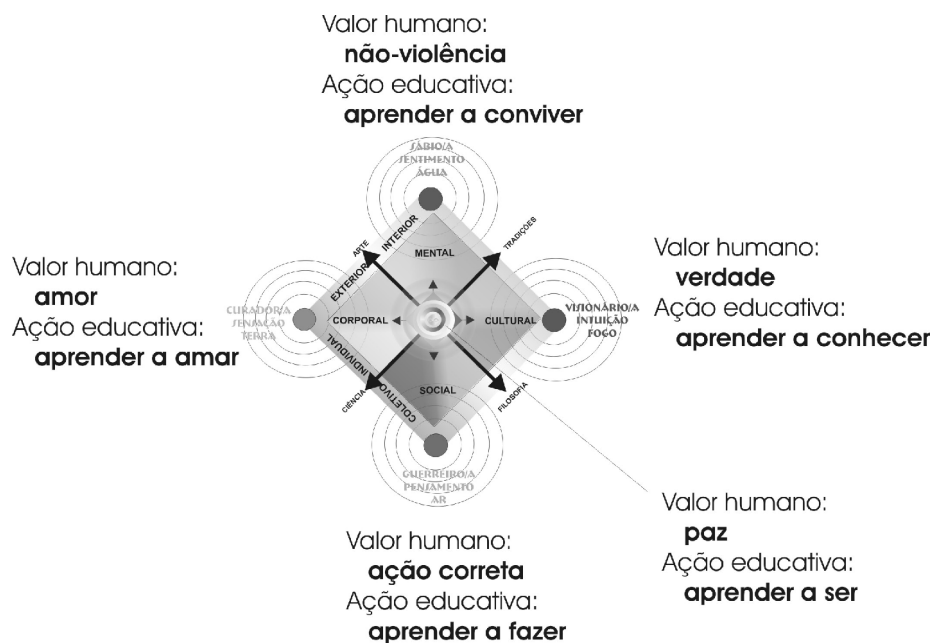 Valor humano:
não-violência
Ação educativa:
aprender a conviver
SÁBIO/A
SENTIMENTO
ÁGUA
ARTE
INTERIOR
EXTERIOR
MENTAL
TRADIÇÕES
Valor humano:
amor
Ação educativa:
aprender a amar
CURADOR/A
SENSAÇÃO
TERRA
CORPORAL
CULTURAL
VISIONÁRIO/A
INTUIÇÃO
FOGO
Valor humano:
verdade
Ação educativa:
aprender a conhecer
INDIVIDUAL
COLETIVO
CIÊNCIA
SOCIAL
FILOSOFIA
GUERREIRO/A
PENSAMENTO
AR
Valor humano:
ação correta
Ação educativa:
aprender a fazer
Valor humano:
paz
Ação educativa:
aprender a ser